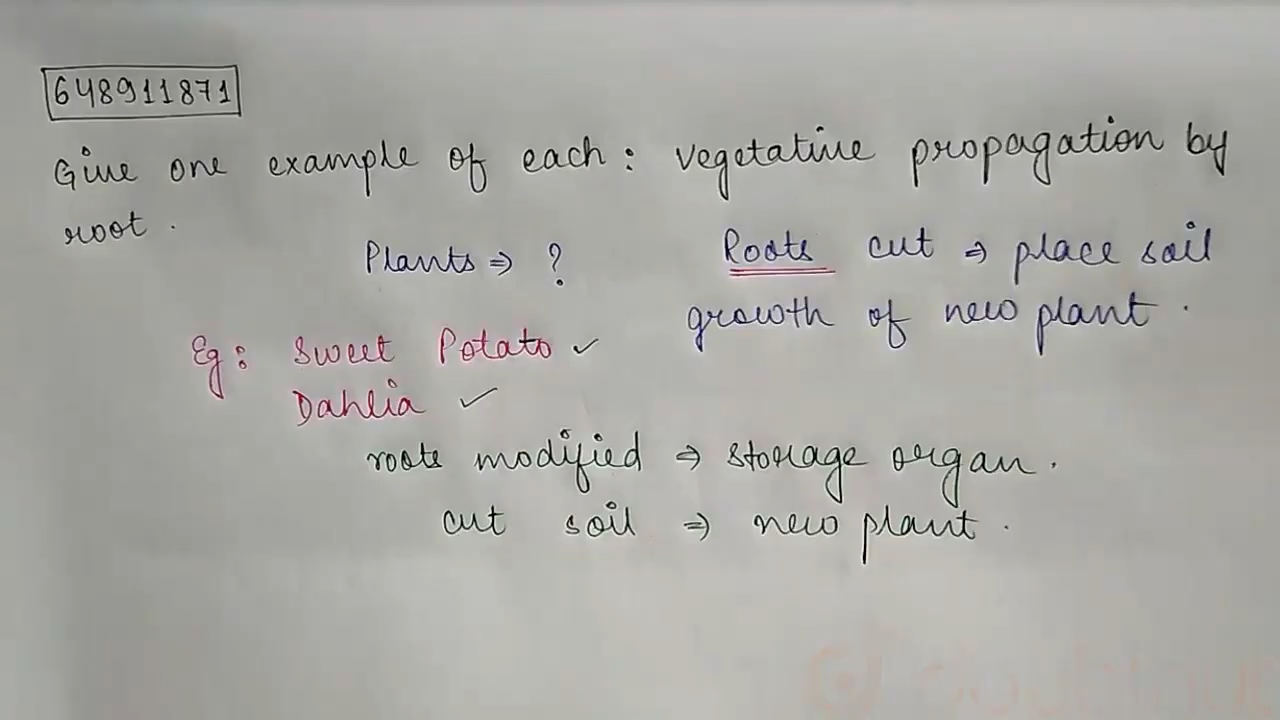 648911871
Give one example of each: vegetative propagation by
root.
Plants ⇒ ?
Roots cut ⇒ place soil
growth of new plant.
Eg: Sweet Potato ✓
Dahlia ✓
roots modified ⇒ storage organ.
cut soil ⇒ new plant.
doubtnut